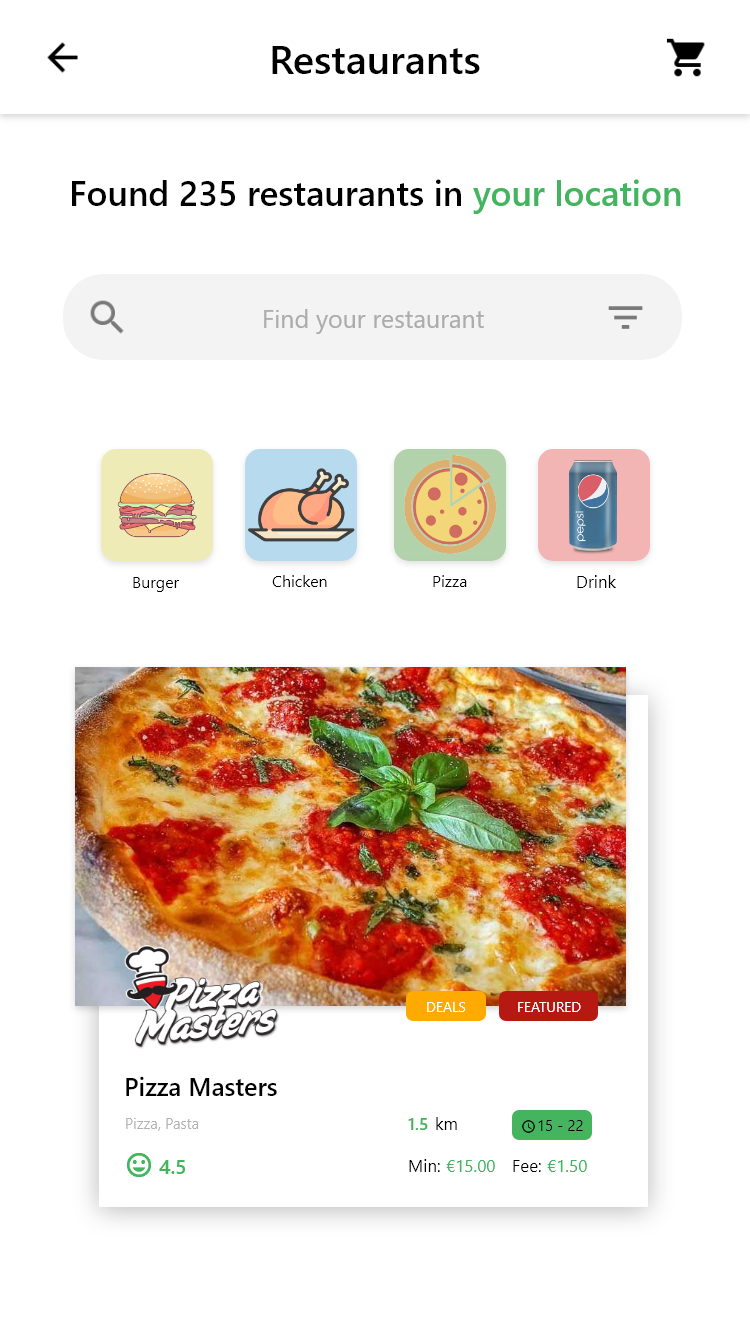 Restaurants
Found 235 restaurants in your location
Find your restaurant
pepsi
Burger
Chicken
Pizza
Drink
Pizza
Masters
DEALS
FEATURED
Pizza Masters
Pizza, Pasta
1.5 km
15 - 22
4.5
Min: €15.00
Fee: €1.50